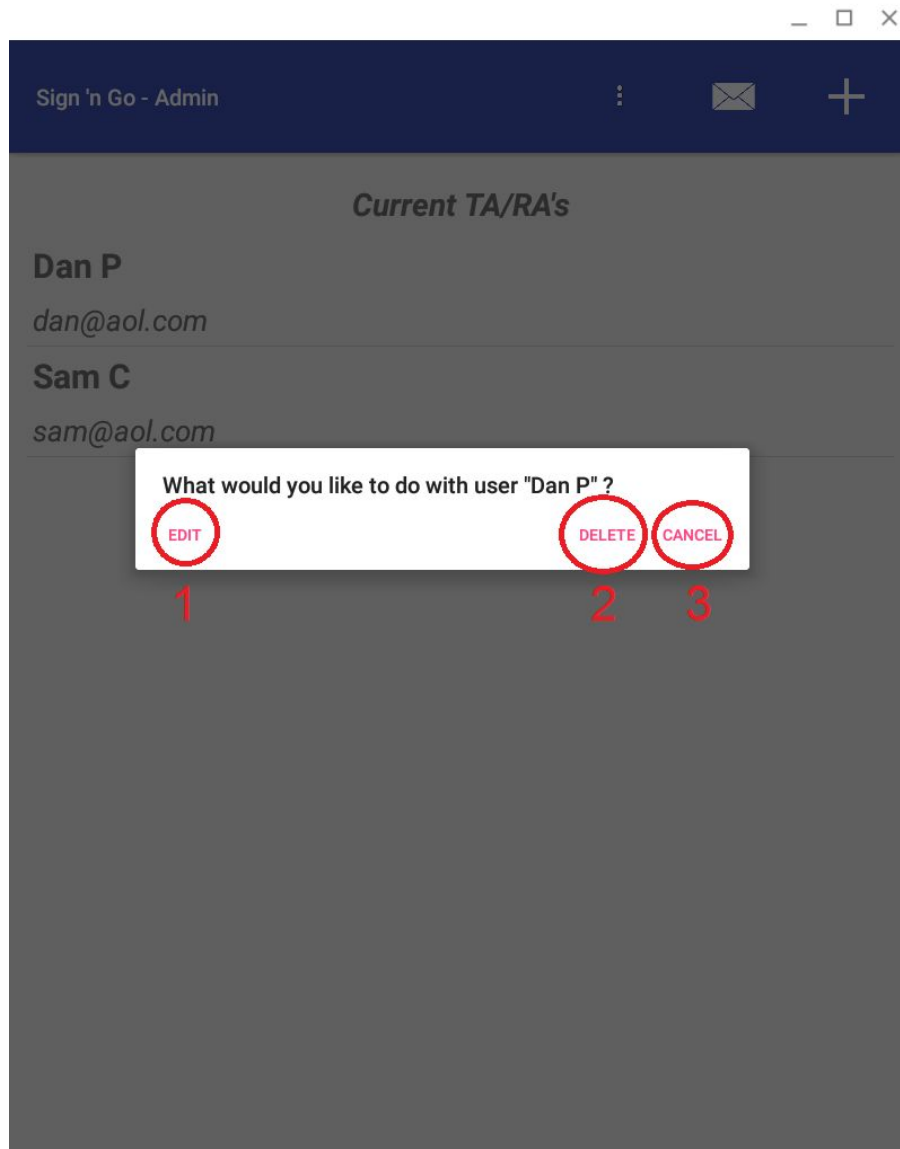 Sign 'n Go - Admin
Current TA/RA's
Dan P
dan@aol.com
Sam C
sam@aol.com
What would you like to do with user "Dan P" ?
EDIT DELETE CANCEL
1 2 3